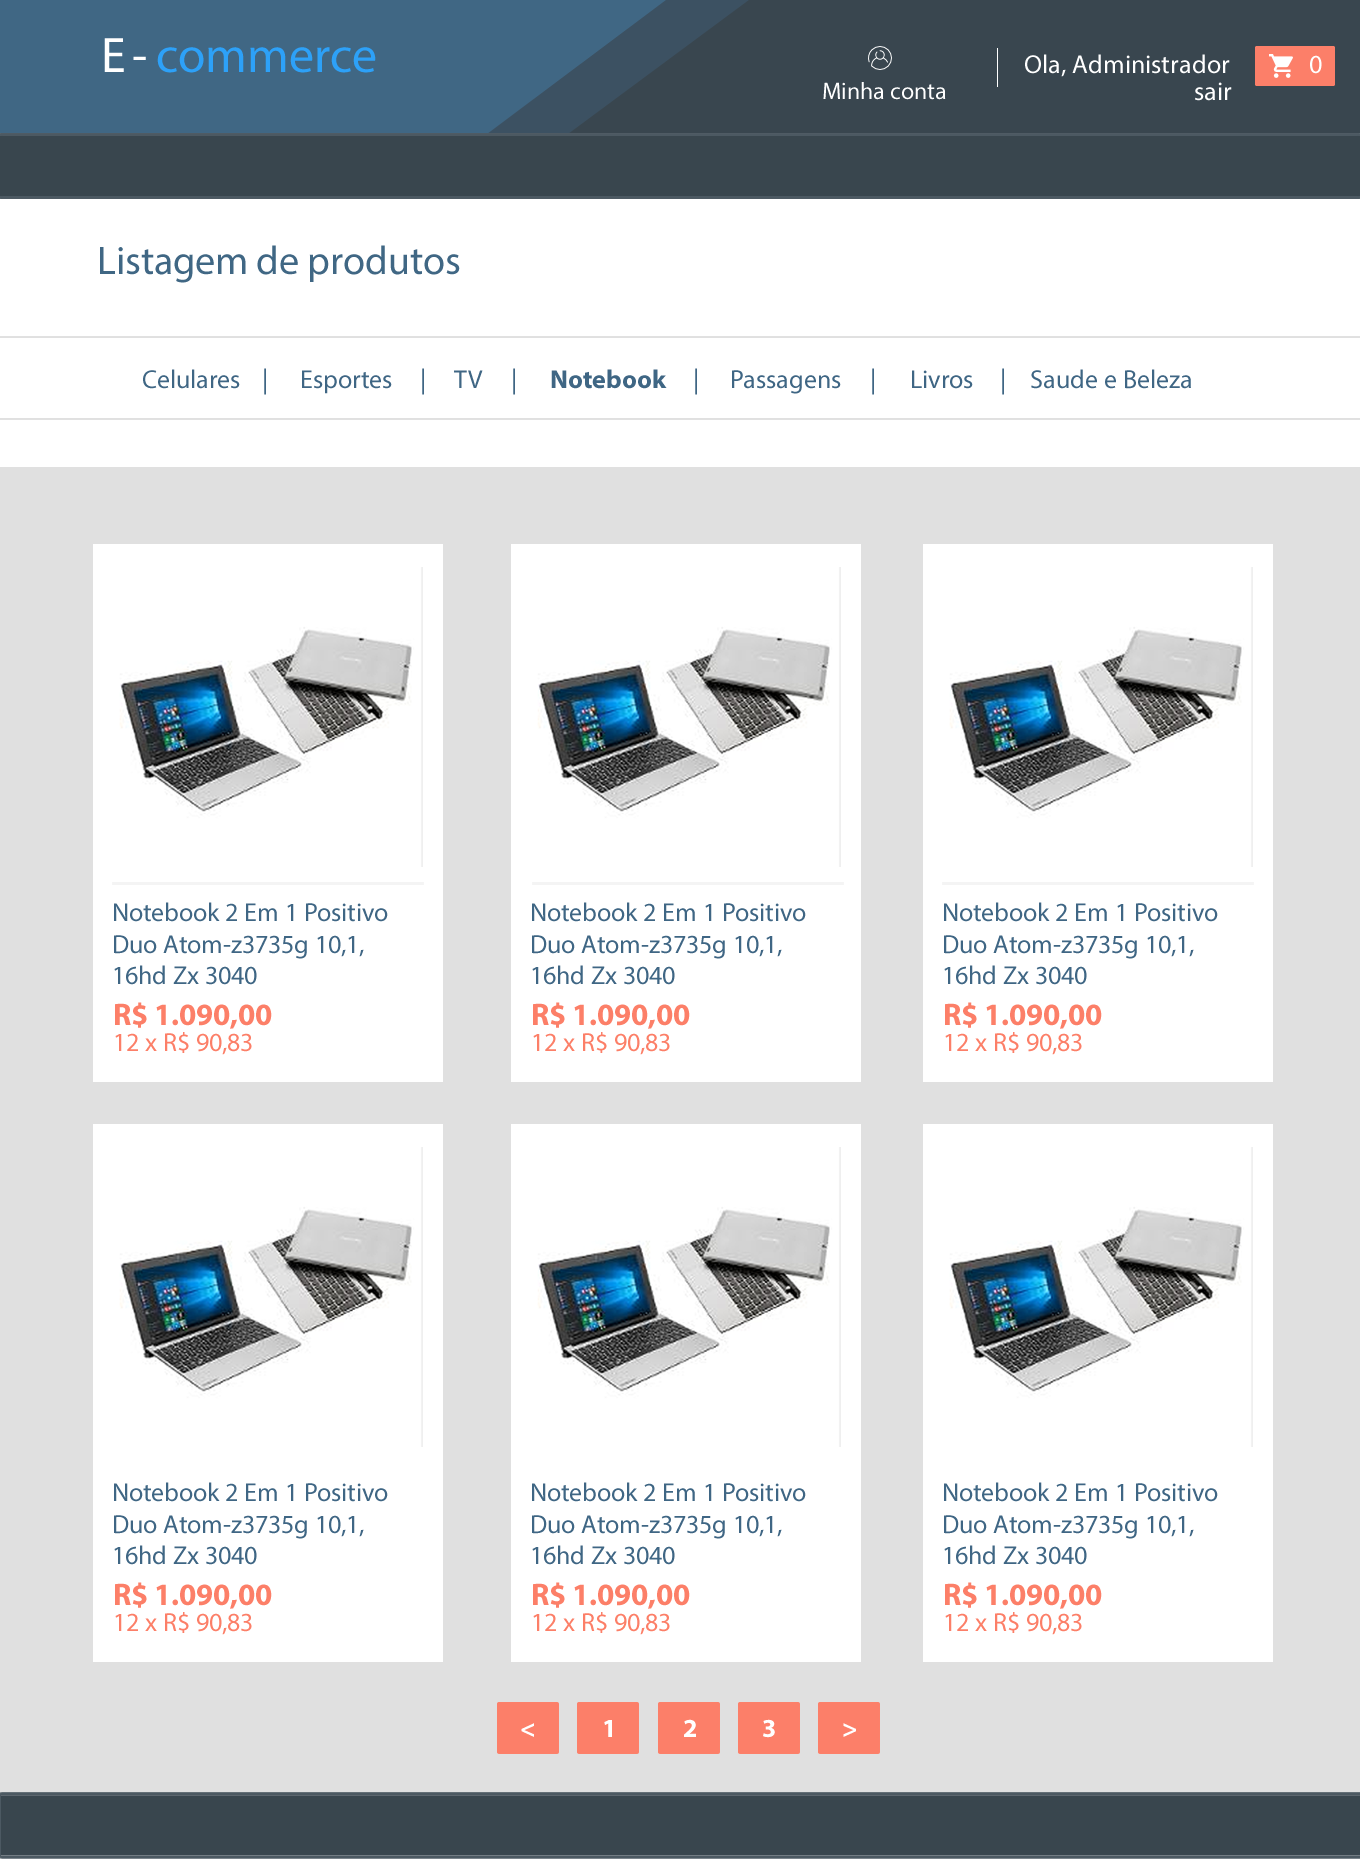 E - commerce
Minha conta
Ola, Administrador
sair
0
Listagem de produtos
Celulares | Esportes | TV | Notebook | Passagens | Livros | Saude e Beleza
Notebook 2 Em 1 Positivo
Duo Atom-z3735g 10,1,
16hd Zx 3040
R$ 1.090,00
12 x R$ 90,83
Notebook 2 Em 1 Positivo
Duo Atom-z3735g 10,1,
16hd Zx 3040
R$ 1.090,00
12 x R$ 90,83
Notebook 2 Em 1 Positivo
Duo Atom-z3735g 10,1,
16hd Zx 3040
R$ 1.090,00
12 x R$ 90,83
Notebook 2 Em 1 Positivo
Duo Atom-z3735g 10,1,
16hd Zx 3040
R$ 1.090,00
12 x R$ 90,83
Notebook 2 Em 1 Positivo
Duo Atom-z3735g 10,1,
16hd Zx 3040
R$ 1.090,00
12 x R$ 90,83
Notebook 2 Em 1 Positivo
Duo Atom-z3735g 10,1,
16hd Zx 3040
R$ 1.090,00
12 x R$ 90,83
< 1 2 3 >